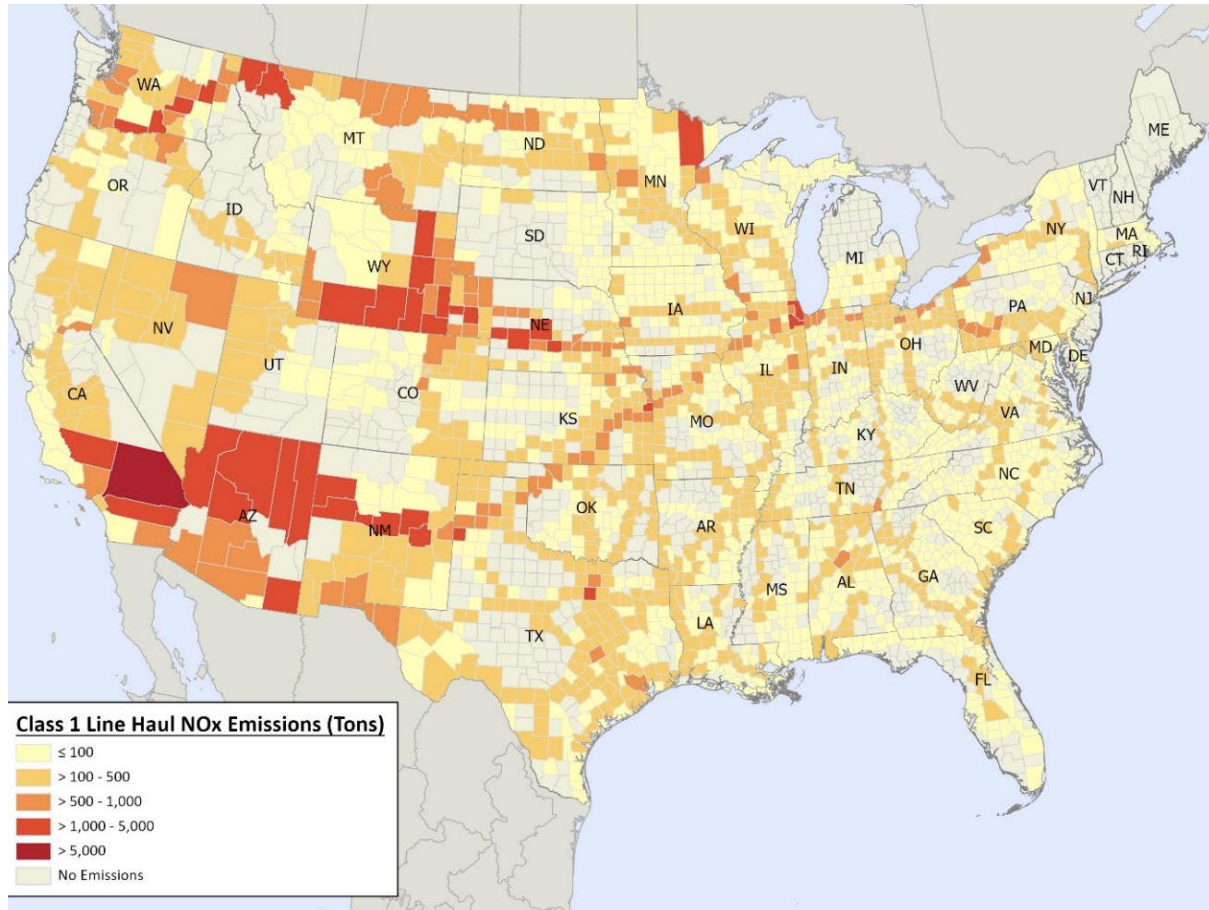 WA
MT
ND
MN
ME
VT
NH
OR
ID
SD
WI
NY
MA
MI
CT
RI
WY
IA
PA
NJ
NE
NV
UT
CO
IL
IN
OH
MD
DE
WV
CA
KS
MO
VA
KY
NC
TN
AZ
NM
OK
AR
SC
MS
AL
GA
TX
LA
FL
Class 1 Line Haul NOx Emissions (Tons)
≤ 100
> 100 - 500
> 500 - 1,000
> 1,000 - 5,000
> 5,000
No Emissions